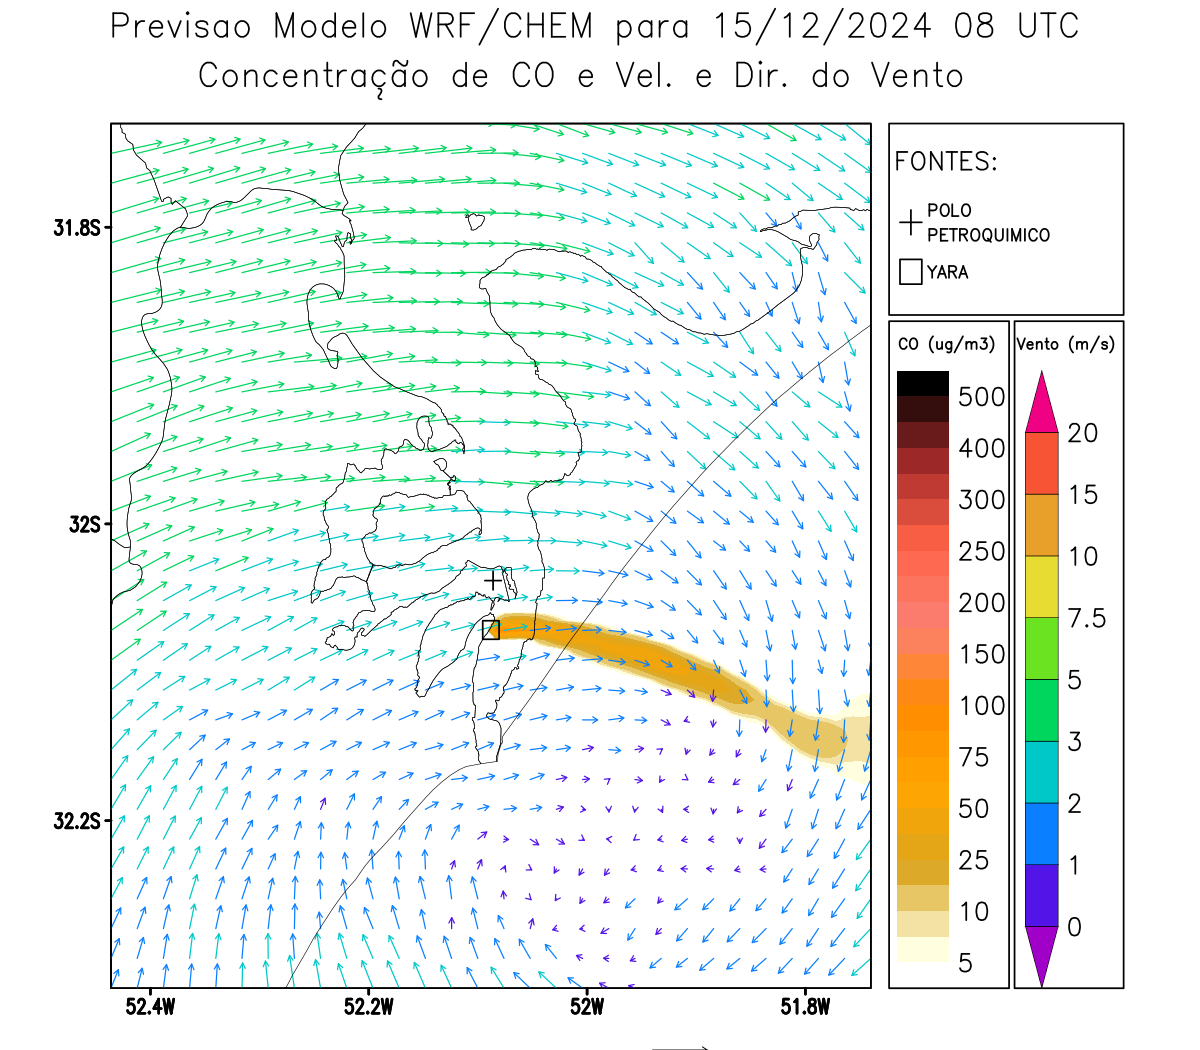 Previsao Modelo WRF/CHEM para 15/12/2024 08 UTC
Concentração de CO e Vel. e Dir. do Vento
FONTES:
POLO
PETROQUIMICO
YARA
CO (ug/m3)
500
400
300
250
200
150
100
75
50
25
10
5
Vento (m/s)
20
15
10
7.5
5
3
2
1
0
31.8S
32S
32.2S
52.4W
52.2W
52W
51.8W